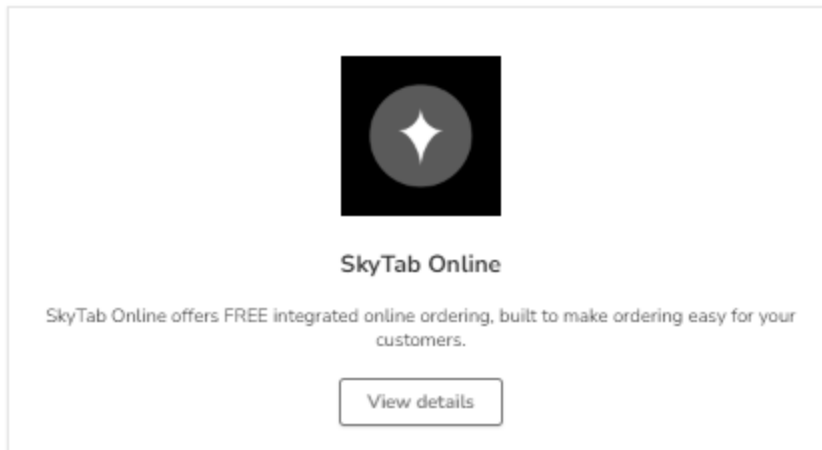 SkyTab Online
SkyTab Online offers FREE integrated online ordering, built to make ordering easy for your
customers.
View details